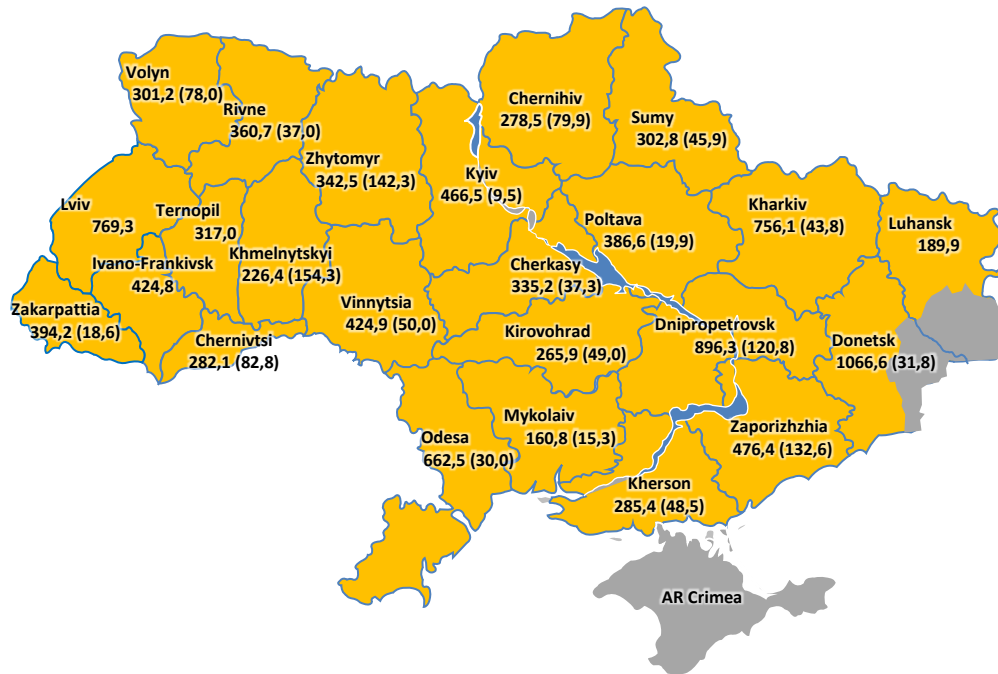 Volyn
301,2 (78,0)
Rivne
360,7 (37,0)
Zhytomyr
342,5 (142,3)
Chernihiv
278,5 (79,9)
Sumy
302,8 (45,9)
Kyiv
466,5 (9,5)
Lviv
769,3
Ternopil
317,0
Khmelnytskyi
226,4 (154,3)
Ivano-Frankivsk
424,8
Zakarpattia
394,2 (18,6)
Chernivtsi
282,1 (82,8)
Vinnytsia
424,9 (50,0)
Cherkasy
335,2 (37,3)
Poltava
386,6 (19,9)
Kharkiv
756,1 (43,8)
Luhansk
189,9
Kirovohrad
265,9 (49,0)
Dnipropetrovsk
896,3 (120,8)
Donetsk
1066,6 (31,8)
Odesa
662,5 (30,0)
Mykolaiv
160,8 (15,3)
Zaporizhzhia
476,4 (132,6)
Kherson
285,4 (48,5)
AR Crimea